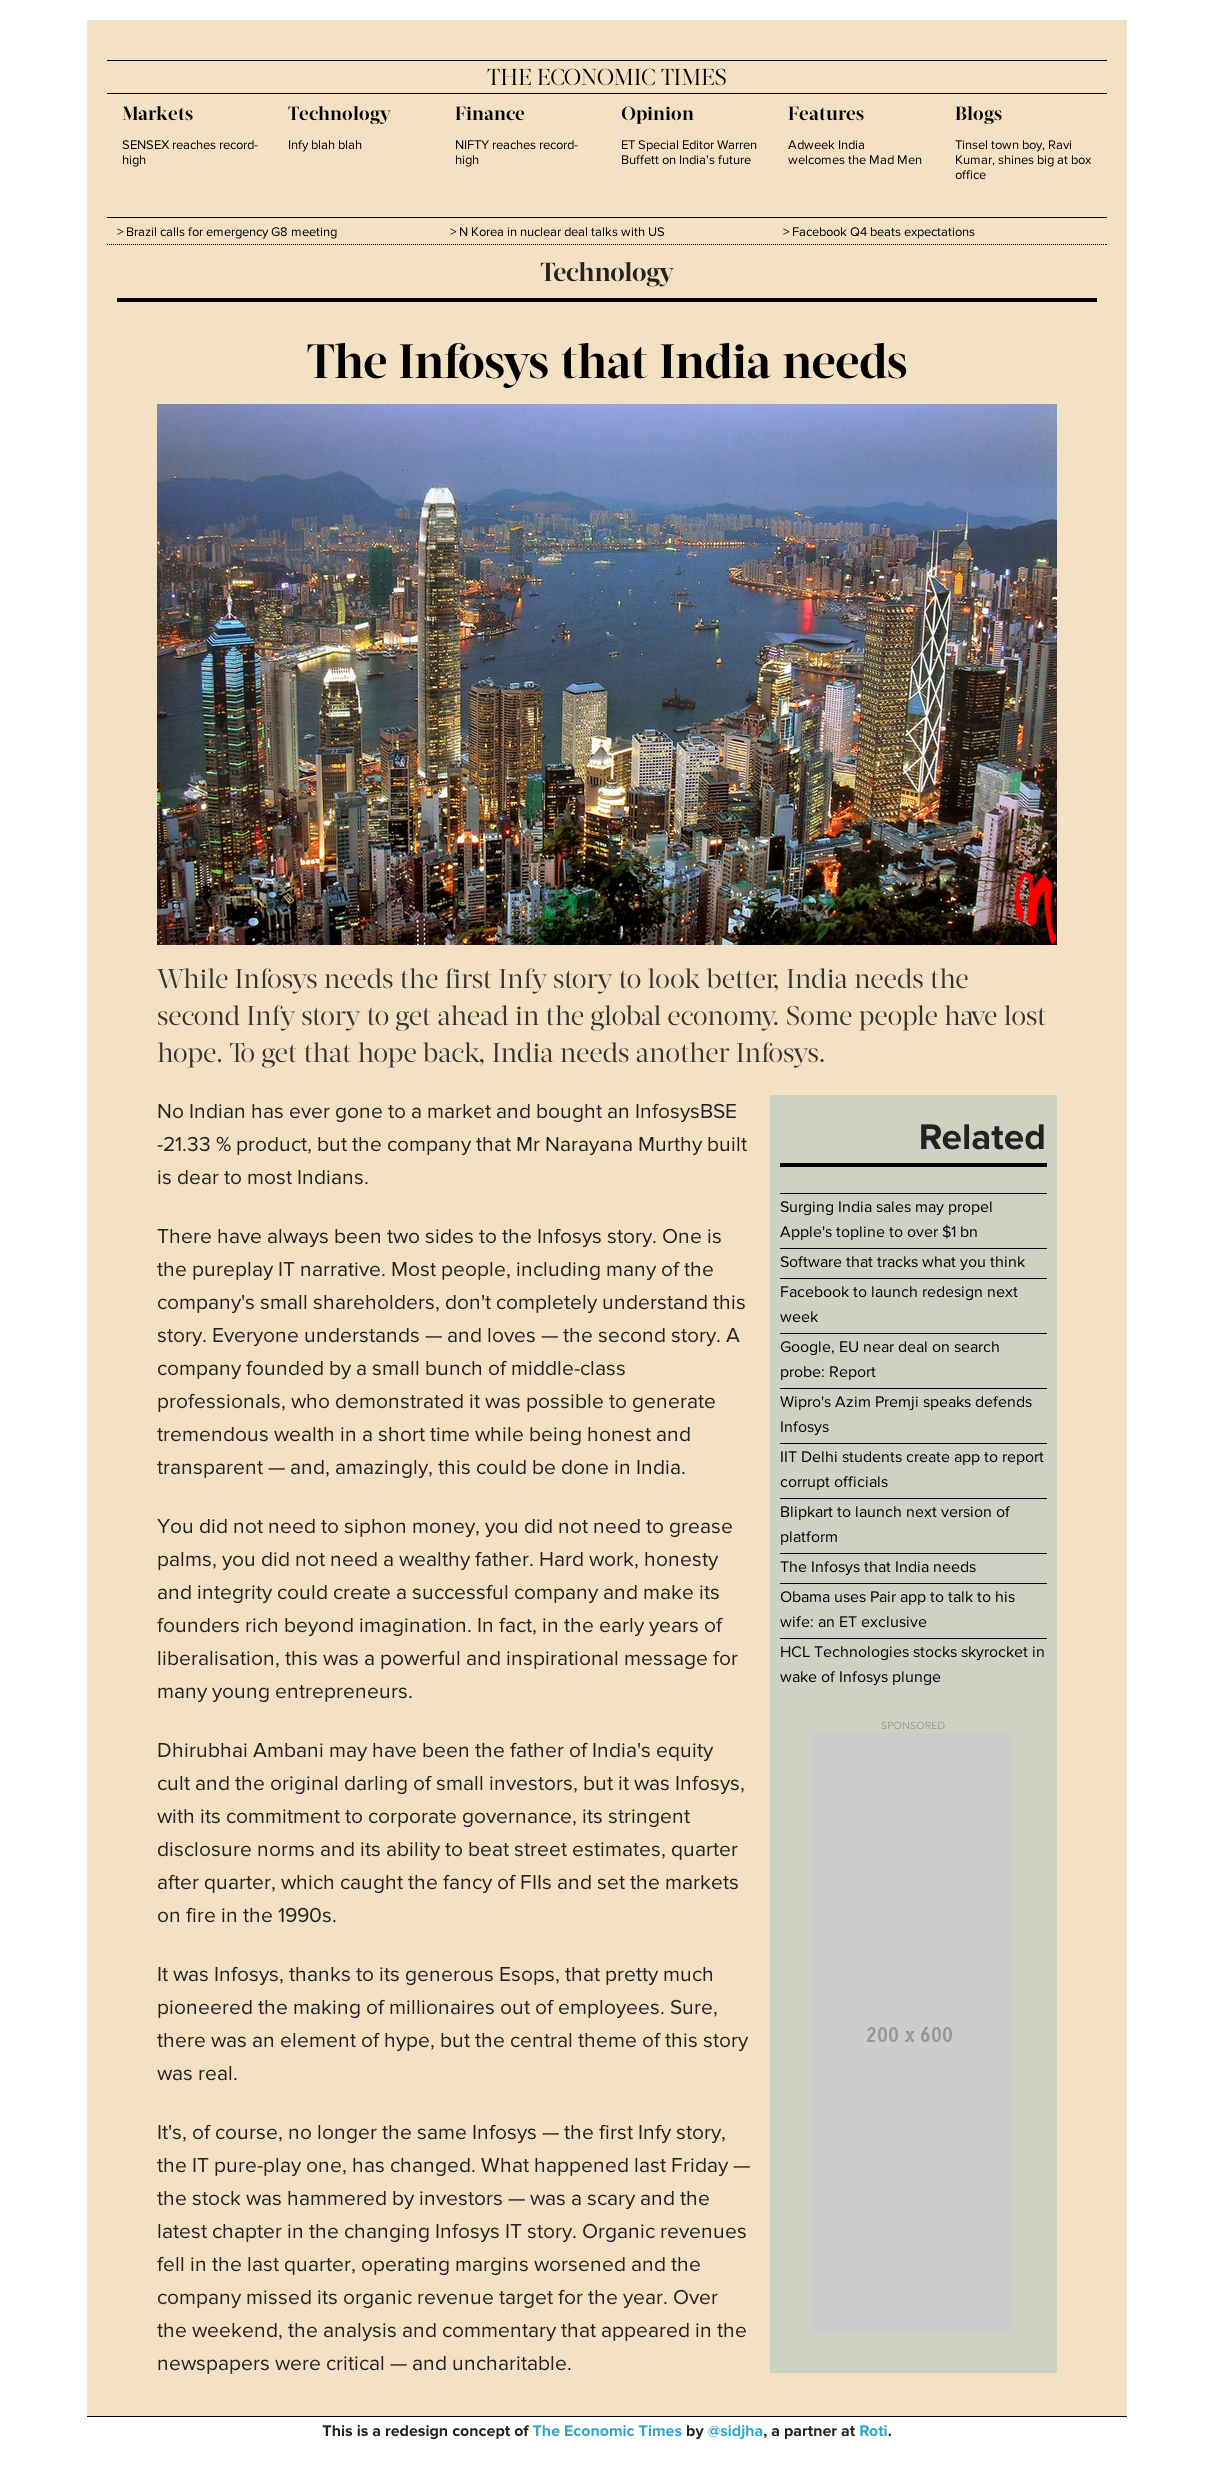 THE ECONOMIC TIMES
Markets
SENSEX reaches record-
high
Technology
Infy blah blah
Finance
NIFTY reaches record-
high
Opinion
ET Special Editor Warren
Buffett on India's future
Features
Adweek India
welcomes the Mad Men
Blogs
Tinsel town boy, Ravi
Kumar, shines big at box
office
> Brazil calls for emergency G8 meeting
> N Korea in nuclear deal talks with US
> Facebook Q4 beats expectations
Technology
The Infosys that India needs
While Infosys needs the first Infy story to look better, India needs the
second Infy story to get ahead in the global economy. Some people have lost
hope. To get that hope back, India needs another Infosys.
No Indian has ever gone to a market and bought an InfosysBSE
-21.33 % product, but the company that Mr Narayana Murthy built
is dear to most Indians.
There have always been two sides to the Infosys story. One is
the pureplay IT narrative. Most people, including many of the
company's small shareholders, don't completely understand this
story. Everyone understands — and loves — the second story. A
company founded by a small bunch of middle-class
professionals, who demonstrated it was possible to generate
tremendous wealth in a short time while being honest and
transparent — and, amazingly, this could be done in India.
You did not need to siphon money, you did not need to grease
palms, you did not need a wealthy father. Hard work, honesty
and integrity could create a successful company and make its
founders rich beyond imagination. In fact, in the early years of
liberalisation, this was a powerful and inspirational message for
many young entrepreneurs.
Dhirubhai Ambani may have been the father of India's equity
cult and the original darling of small investors, but it was Infosys,
with its commitment to corporate governance, its stringent
disclosure norms and its ability to beat street estimates, quarter
after quarter, which caught the fancy of FIIs and set the markets
on fire in the 1990s.
It was Infosys, thanks to its generous Esops, that pretty much
pioneered the making of millionaires out of employees. Sure,
there was an element of hype, but the central theme of this story
was real.
It's, of course, no longer the same Infosys — the first Infy story,
the IT pure-play one, has changed. What happened last Friday —
the stock was hammered by investors — was a scary and the
latest chapter in the changing Infosys IT story. Organic revenues
fell in the last quarter, operating margins worsened and the
company missed its organic revenue target for the year. Over
the weekend, the analysis and commentary that appeared in the
newspapers were critical — and uncharitable.
Related
Surging India sales may propel
Apple's topline to over $1 bn
Software that tracks what you think
Facebook to launch redesign next
week
Google, EU near deal on search
probe: Report
Wipro's Azim Premji speaks defends
Infosys
IIT Delhi students create app to report
corrupt officials
Blipkart to launch next version of
platform
The Infosys that India needs
Obama uses Pair app to talk to his
wife: an ET exclusive
HCL Technologies stocks skyrocket in
wake of Infosys plunge
SPONSORED
200 x 600
This is a redesign concept of The Economic Times by @sidjha, a partner at Roti.